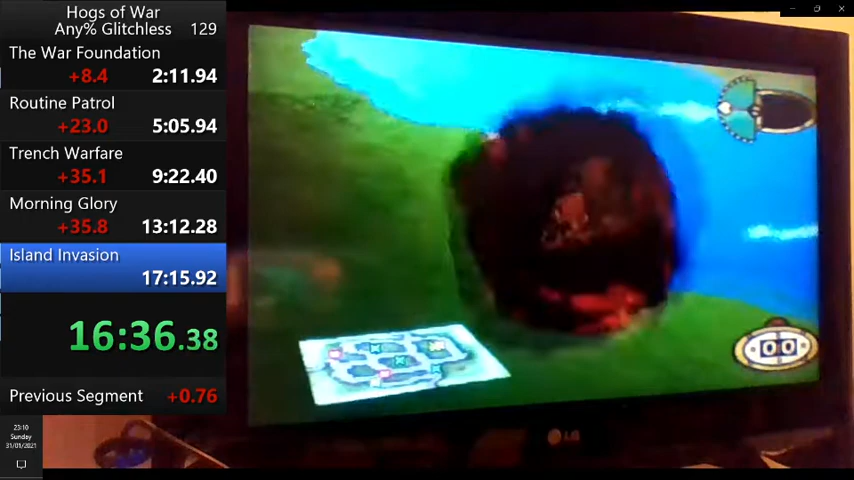 Hogs of War
Any% Glitchless 129
The War Foundation
+8.4 2:11.94
Routine Patrol
+23.0 5:05.94
Trench Warfare
+35.1 9:22.40
Morning Glory
+35.8 13:12.28
Island Invasion
17:15.92
16:36.38
Previous Segment +0.76
23:10
Sunday
31/01/2021
00
LG